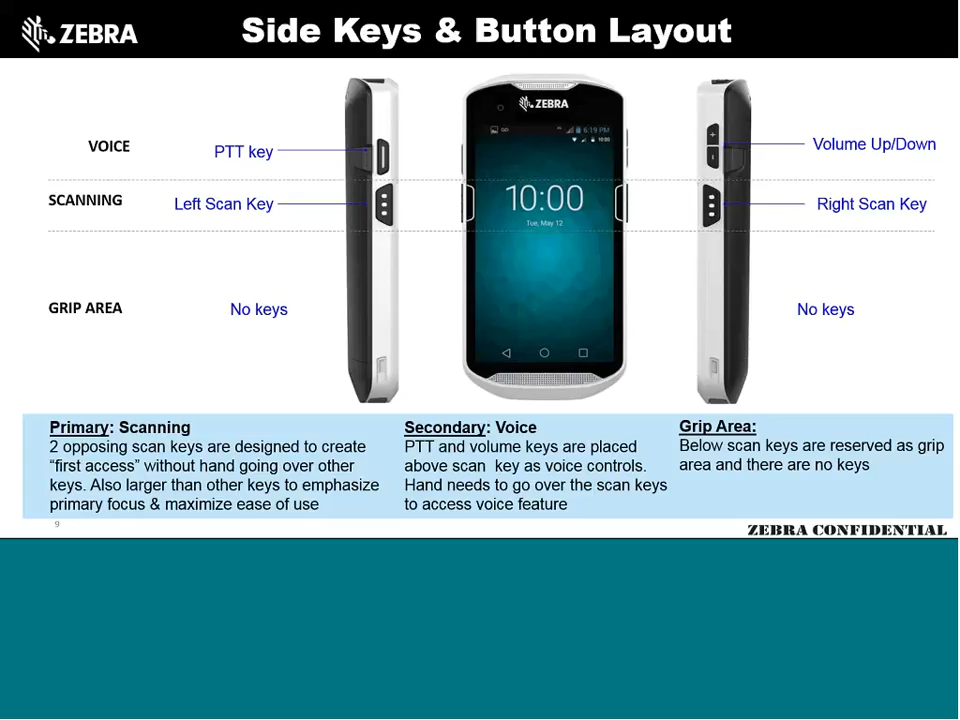 ZEBRA
Side Keys & Button Layout
ZEBRA
6:19 PM
10:00
VOICE
PTT key
+
-
Volume Up/Down
SCANNING
Left Scan Key
10:00
Tue, May 12
Right Scan Key
GRIP AREA
No keys
No keys
Primary: Scanning
2 opposing scan keys are designed to create
“first access” without hand going over other
keys. Also larger than other keys to emphasize
primary focus & maximize ease of use
Secondary: Voice
PTT and volume keys are placed
above scan key as voice controls.
Hand needs to go over the scan keys
to access voice feature
Grip Area:
Below scan keys are reserved as grip
area and there are no keys
9
ZEBRA CONFIDENTIAL